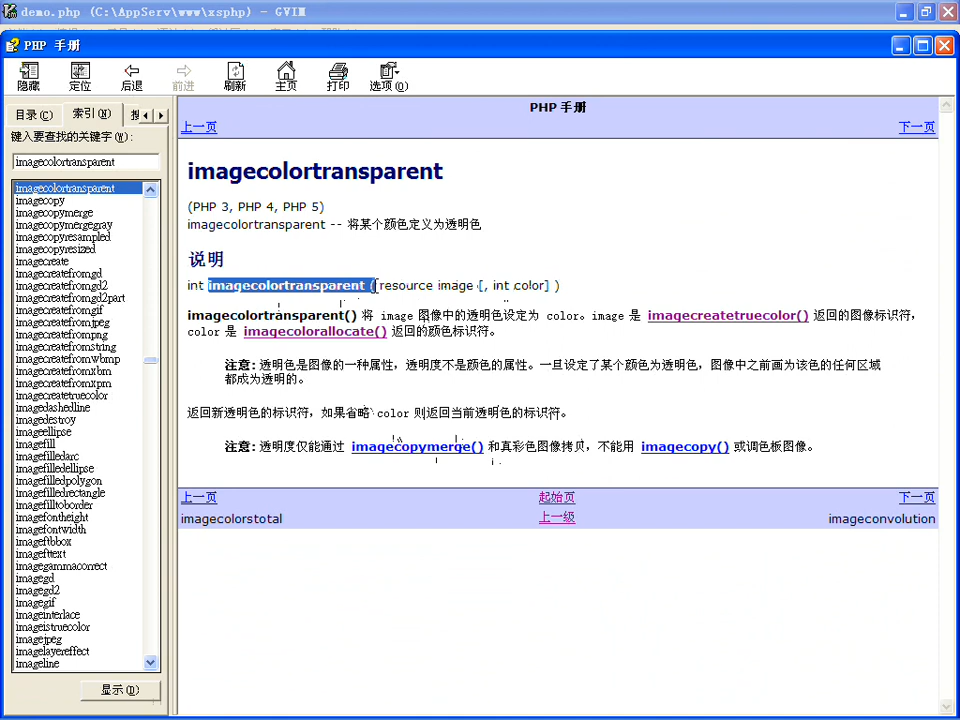 demo.php (C:\AppServ\www\xsphp) - GVIM
PHP 手册
隐藏 定位 后退 前进 刷新 主页 打印 选项(O)
目录(C) 索引(N)
键入要查找的关键字(W):
imagecolortransparent
imagecolortransparent
imagecopy
imagecopymerge
imagecopymergegray
imagecopyresampled
imagecopyresized
imagecreate
imagecreatefromgd
imagecreatefromgd2
imagecreatefromgd2part
imagecreatefromgif
imagecreatefromjpeg
imagecreatefrompng
imagecreatefromstring
imagecreatefromwbmp
imagecreatefromxbm
imagecreatefromxpm
imagecreatetruecolor
imagedashedline
imagedestroy
imageellipse
imagefill
imagefilledarc
imagefilledellipse
imagefilledpolygon
imagefilledrectangle
imagefilltoborder
imagefontheight
imagefontwidth
imageftbbox
imagefttext
imagegammacorrect
imagegd
imagegd2
imagegif
imageinterlace
imageistruecolor
imagejpeg
imagelayereffect
imageline
显示(D)
PHP 手册
上一页 下一页
imagecolortransparent
(PHP 3, PHP 4, PHP 5)
imagecolortransparent -- 将某个颜色定义为透明色
说明
int imagecolortransparent ( resource image [, int color] )
imagecolortransparent() 将 image 图像中的透明色设定为 color。image 是 imagecreatetruecolor() 返回的图像标识符，
color 是 imagecolorallocate() 返回的颜色标识符。
注意: 透明色是图像的一种属性，透明度不是颜色的属性。一旦设定了某个颜色为透明色，图像中之前画为该色的任何区域
都成为透明的。
返回新透明色的标识符，如果省略 color 则返回当前透明色的标识符。
注意: 透明度仅能通过 imagecopymerge() 和真彩色图像拷贝，不能用 imagecopy() 或调色板图像。
上一页 起始页 下一页
imagecolorstotal 上一级 imageconvolution